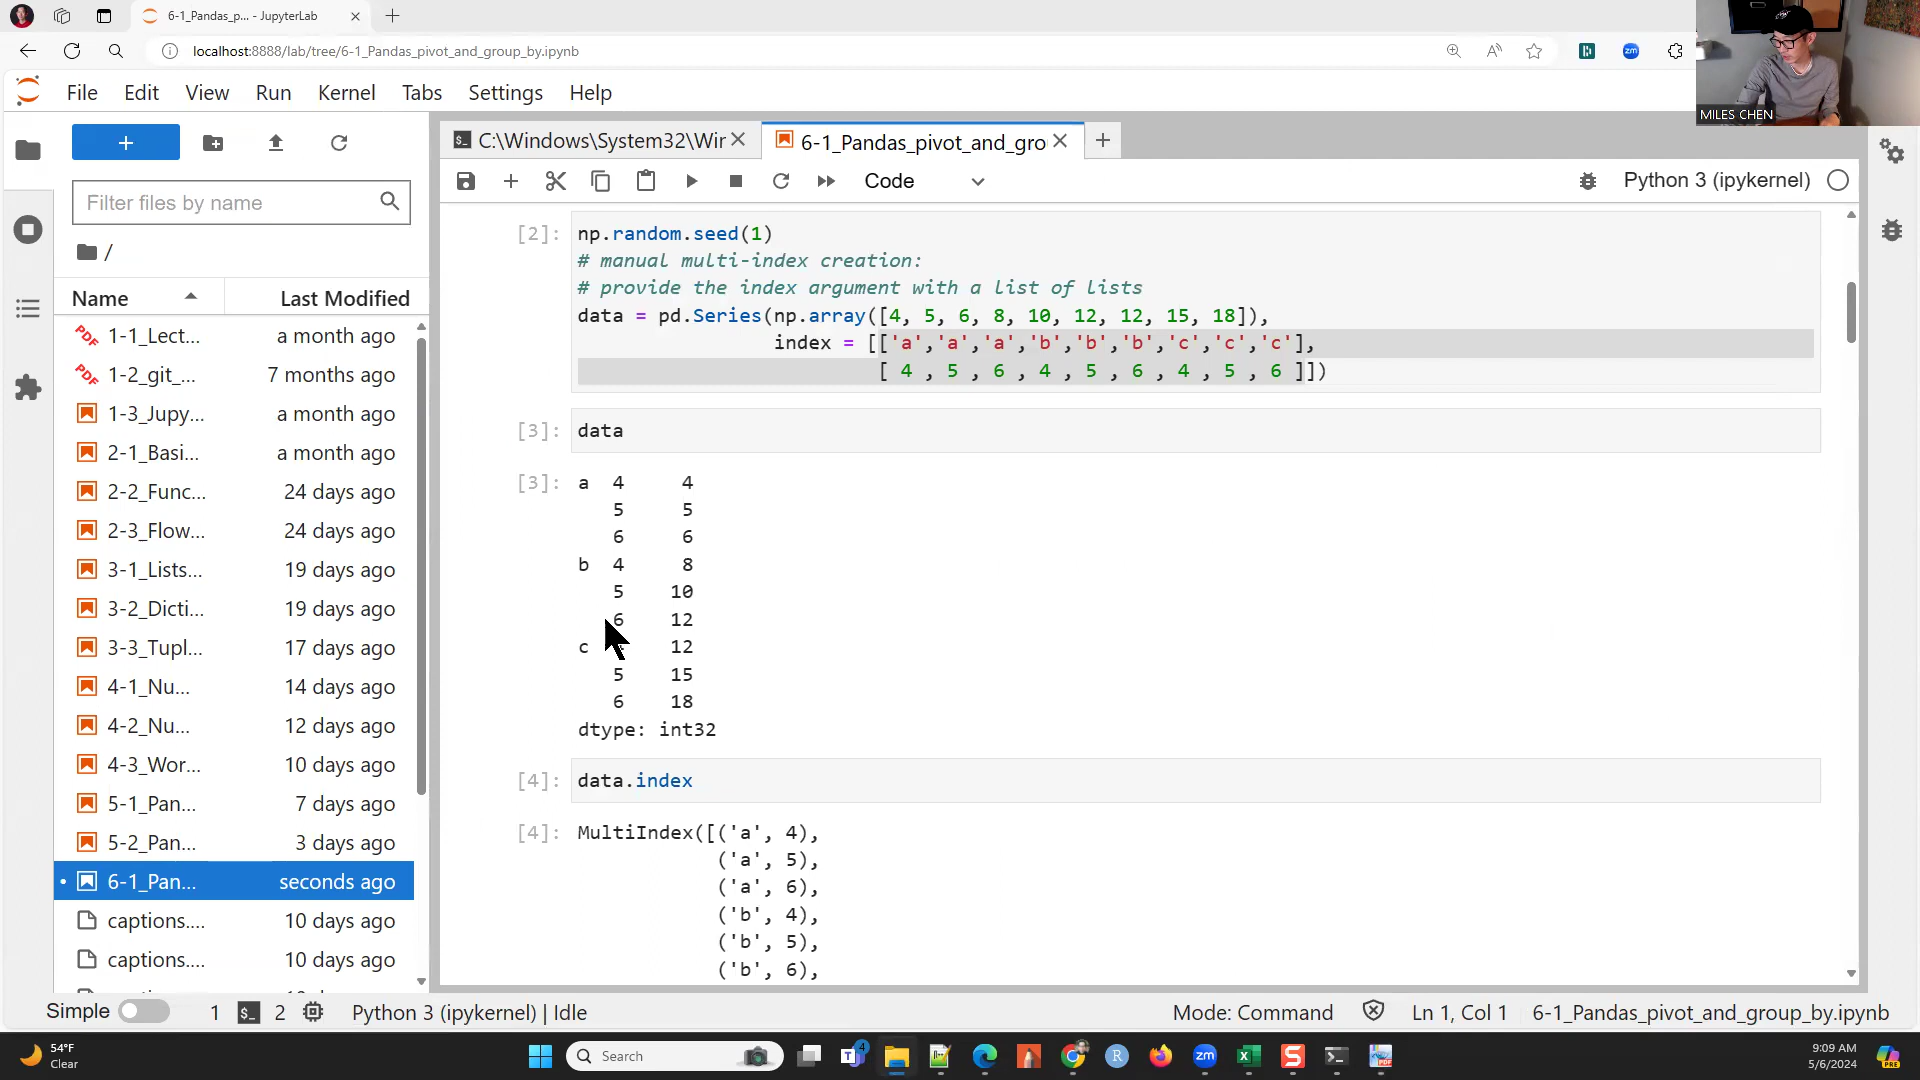 6-1_Pandas_p... - JupyterLab
localhost:8888/lab/tree/6-1_Pandas_pivot_and_group_by.ipynb
MILES CHEN
File Edit View Run Kernel Tabs Settings Help
C:\Windows\System32\Wir
6-1_Pandas_pivot_and_gro
Code
Python 3 (ipykernel)
Filter files by name
/
Name Last Modified
1-1_Lect... a month ago
1-2_git_... 7 months ago
1-3_Jupy... a month ago
2-1_Basi... a month ago
2-2_Func... 24 days ago
2-3_Flow... 24 days ago
3-1_Lists... 19 days ago
3-2_Dicti... 19 days ago
3-3_Tupl... 17 days ago
4-1_Nu... 14 days ago
4-2_Nu... 12 days ago
4-3_Wor... 10 days ago
5-1_Pan... 7 days ago
5-2_Pan... 3 days ago
6-1_Pan... seconds ago
captions.... 10 days ago
captions.... 10 days ago
[2]: np.random.seed(1)
# manual multi-index creation:
# provide the index argument with a list of lists
data = pd.Series(np.array([4, 5, 6, 8, 10, 12, 12, 15, 18]),
index = [['a','a','a','b','b','b','c','c','c'],
[ 4 , 5 , 6 , 4 , 5 , 6 , 4 , 5 , 6 ]])
[3]: data
[3]: a 4 4
5 5
6 6
b 4 8
5 10
6 12
c 12
5 15
6 18
dtype: int32
[4]: data.index
[4]: MultiIndex([('a', 4),
('a', 5),
('a', 6),
('b', 4),
('b', 5),
('b', 6),
Simple 1 2 Python 3 (ipykernel) | Idle
Mode: Command Ln 1, Col 1 6-1_Pandas_pivot_and_group_by.ipynb
54°F
Clear
Search
9:09 AM
5/6/2024